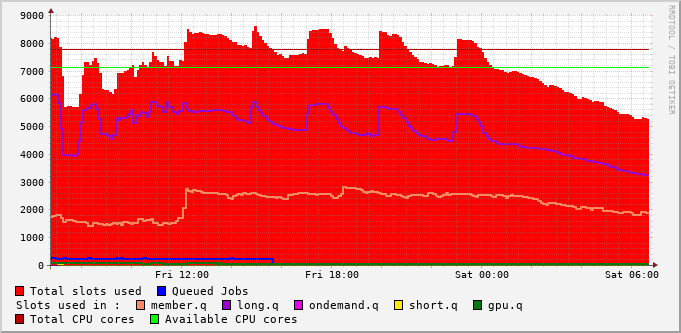 9000
8000
7000
6000
5000
4000
3000
2000
1000
0
Fri 12:00 Fri 18:00 Sat 00:00 Sat 06:00
RRDTOOL / TOBI OETIKER
Total slots used Queued Jobs
Slots used in : member.q long.q ondemand.q short.q gpu.q
Total CPU cores Available CPU cores